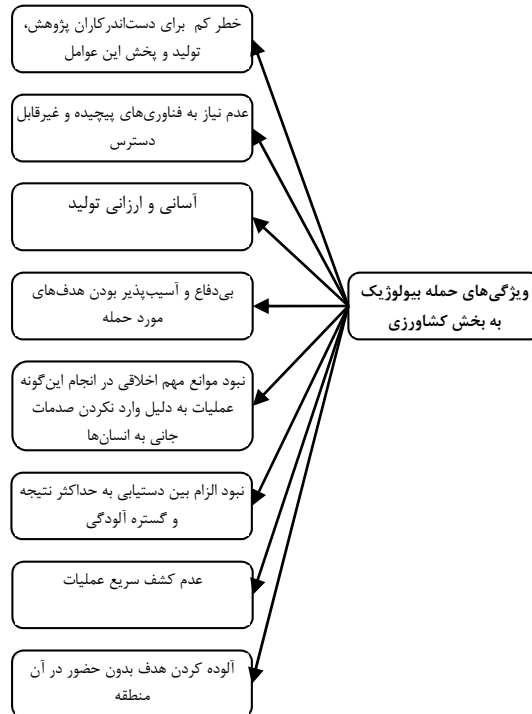 خطر کم برای دست‌اندرکاران پژوهش،
تولید و پخش این عوامل
عدم نیاز به فناوری‌های پیچیده و غیرقابل
دسترس
آسانی و ارزانی تولید
ویژگی‌های حمله بیولوژیک
به بخش کشاورزی
بی‌دفاع و آسیب‌پذیر بودن هدف‌های
مورد حمله
نبود موانع مهم اخلاقی در انجام این‌گونه
عملیات به دلیل وارد نکردن صدمات
جانی به انسان‌ها
نبود الزام بین دستیابی به حداکثر نتیجه
و گستره آلودگی
عدم کشف سریع عملیات
آلوده کردن هدف بدون حضور در آن
منطقه